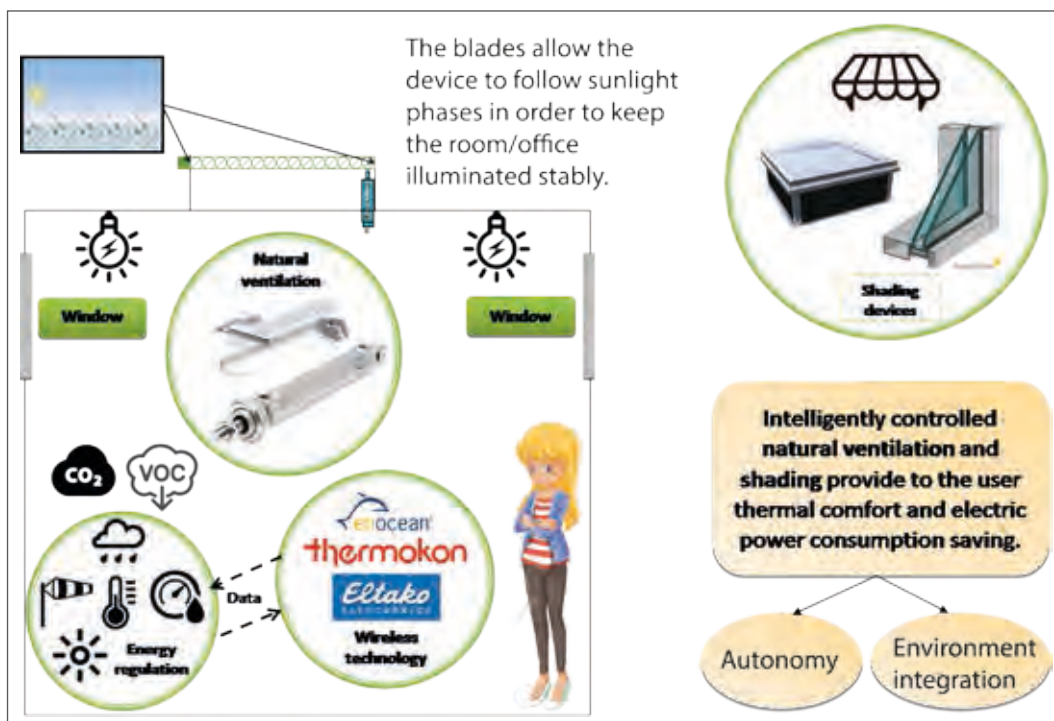 The blades allow the
device to follow sunlight
phases in order to keep
the room/office
illuminated stably.
Natural
ventilation
Window
Window
Shading
devices
Intelligently controlled
natural ventilation and
shading provide to the user
thermal comfort and electric
power consumption saving.
CO₂
VOC
enocean®
thermokon
Eltako
Data
Energy
regulation
Wireless
technology
Autonomy
Environment
integration